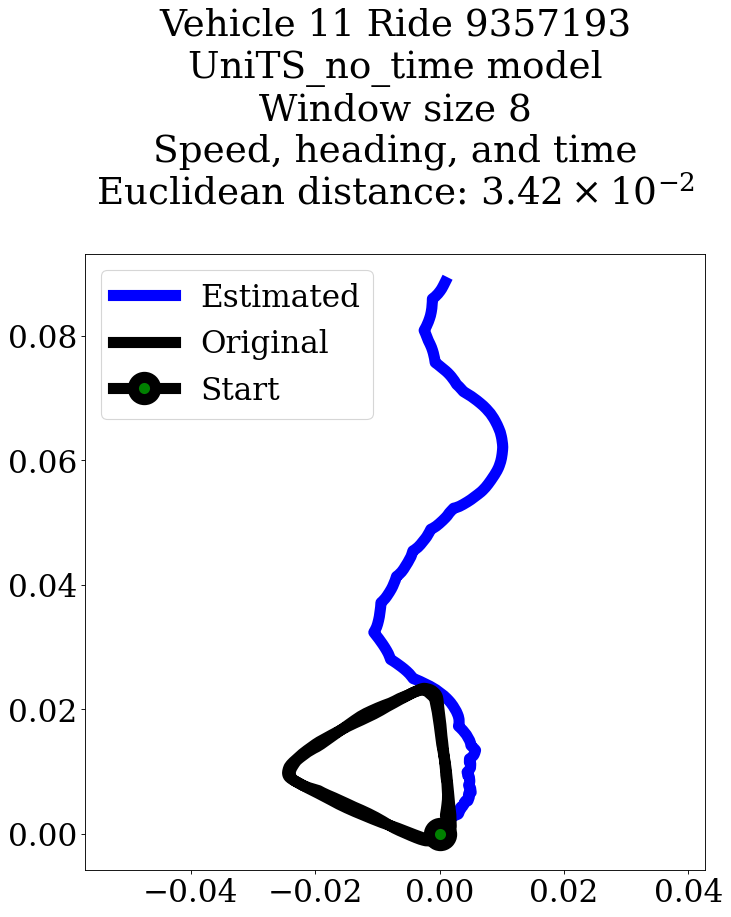 Vehicle 11 Ride 9357193
UniTS_no_time model
Window size 8
Speed, heading, and time
Euclidean distance: 3.42 × 10⁻²
Estimated
Original
Start
0.08
0.06
0.04
0.02
0.00
−0.04
−0.02
0.00
0.02
0.04